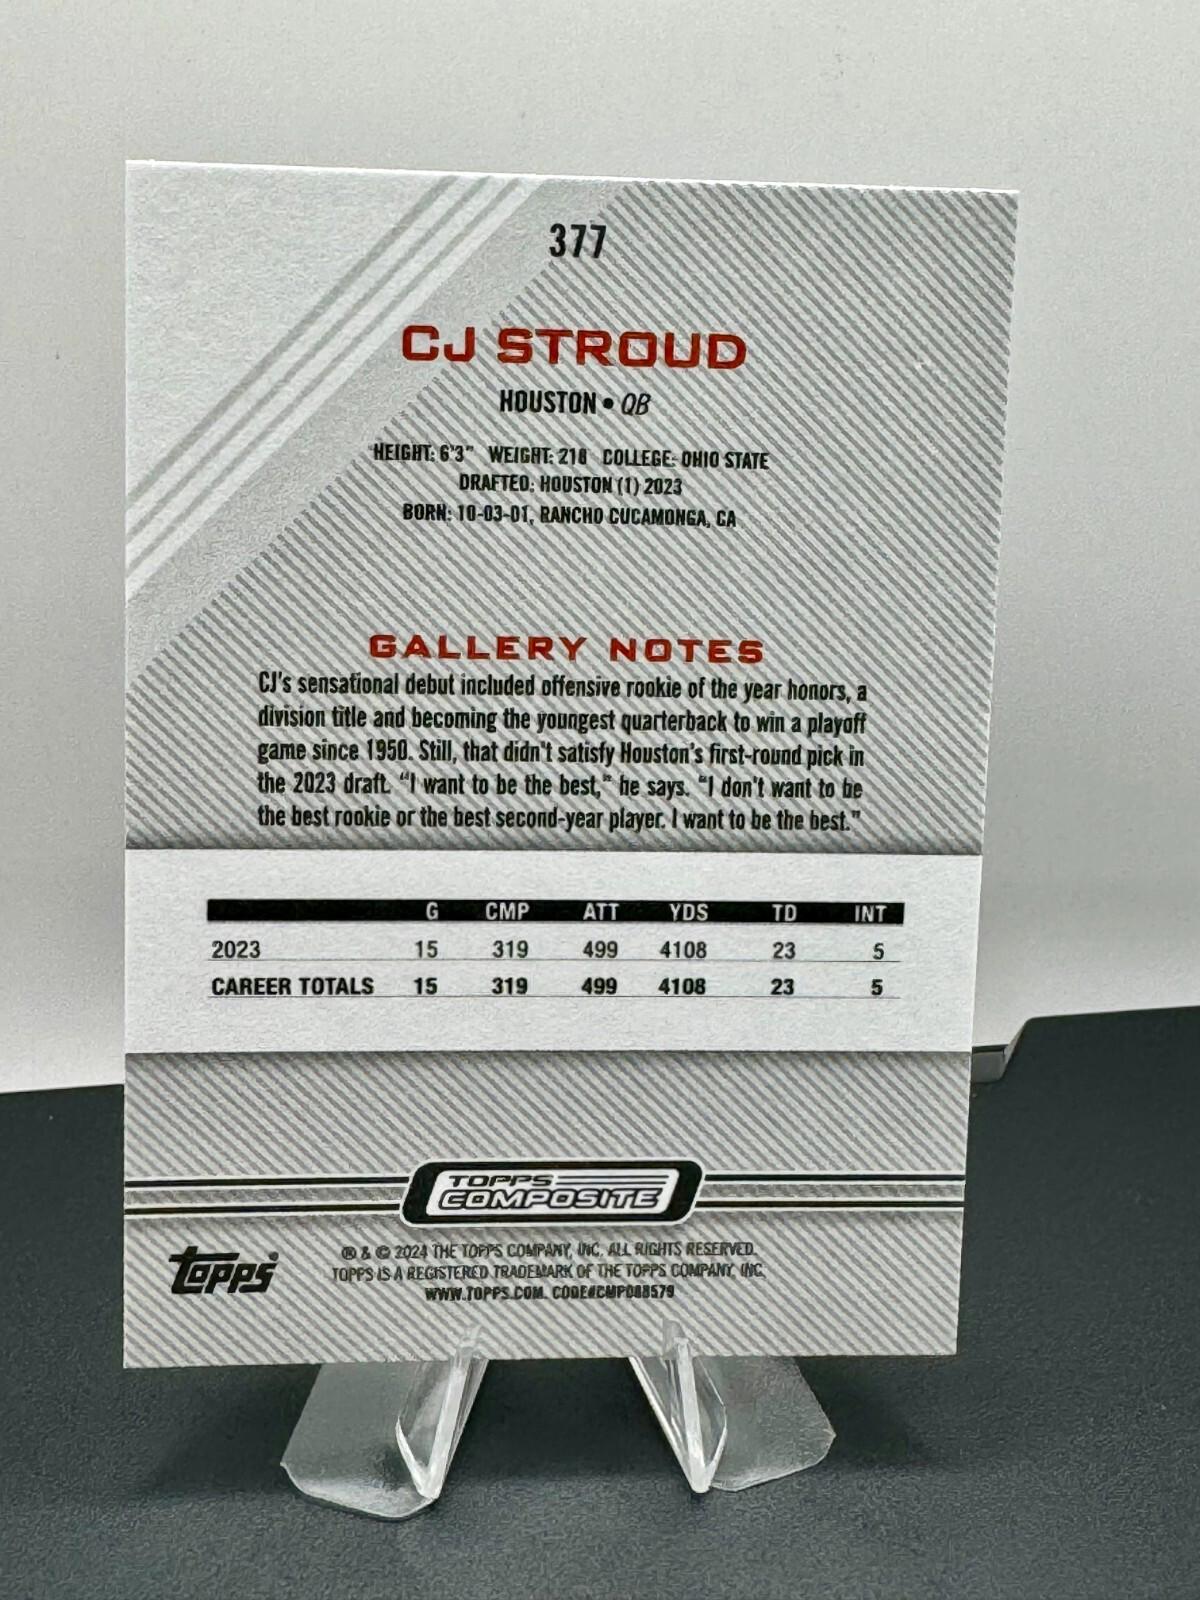 377
CJ STROUD
HOUSTON • QB
HEIGHT: 6'3" WEIGHT: 218 COLLEGE: OHIO STATE
DRAFTED: HOUSTON (1) 2023
BORN: 10-03-01, RANCHO CUCAMONGA, CA
GALLERY NOTES
CJ's sensational debut included offensive rookie of the year honors, a
division title and becoming the youngest quarterback to win a playoff
game since 1950. Still, that didn't satisfy Houston's first-round pick in
the 2023 draft. “I want to be the best,” he says. “I don't want to be
the best rookie or the best second-year player. I want to be the best.”
G CMP ATT YDS TD INT
2023 15 319 499 4108 23 5
CAREER TOTALS 15 319 499 4108 23 5
TOPPS
COMPOSITE
Topps
® & © 2024 THE TOPPS COMPANY, INC. ALL RIGHTS RESERVED.
TOPPS IS A REGISTERED TRADEMARK OF THE TOPPS COMPANY, INC.
WWW.TOPPS.COM. CODE#CMP088579